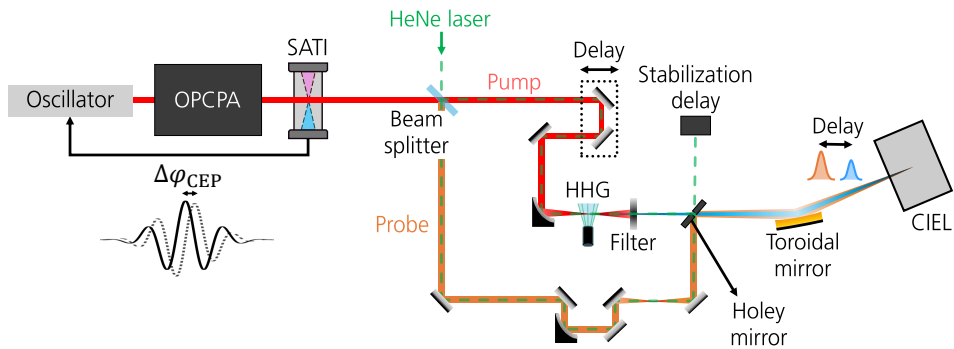 HeNe laser
SATI
Delay
Pump
Stabilization
delay
Oscillator
OPCPA
Beam
splitter
Delay
ΔφCEP
HHG
Probe
Filter
CIEL
Toroidal
mirror
Holey
mirror